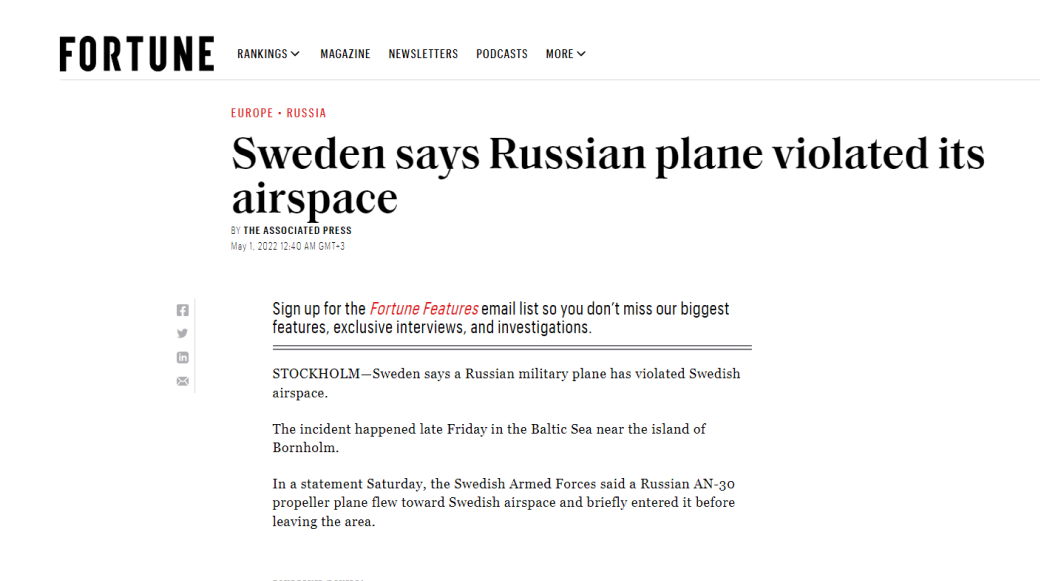 FORTUNE
RANKINGS MAGAZINE NEWSLETTERS PODCASTS MORE
EUROPE • RUSSIA
Sweden says Russian plane violated its
airspace
BY THE ASSOCIATED PRESS
May 1, 2022 12:40 AM GMT+3
Sign up for the Fortune Features email list so you don’t miss our biggest
features, exclusive interviews, and investigations.
STOCKHOLM—Sweden says a Russian military plane has violated Swedish
airspace.
The incident happened late Friday in the Baltic Sea near the island of
Bornholm.
In a statement Saturday, the Swedish Armed Forces said a Russian AN-30
propeller plane flew toward Swedish airspace and briefly entered it before
leaving the area.